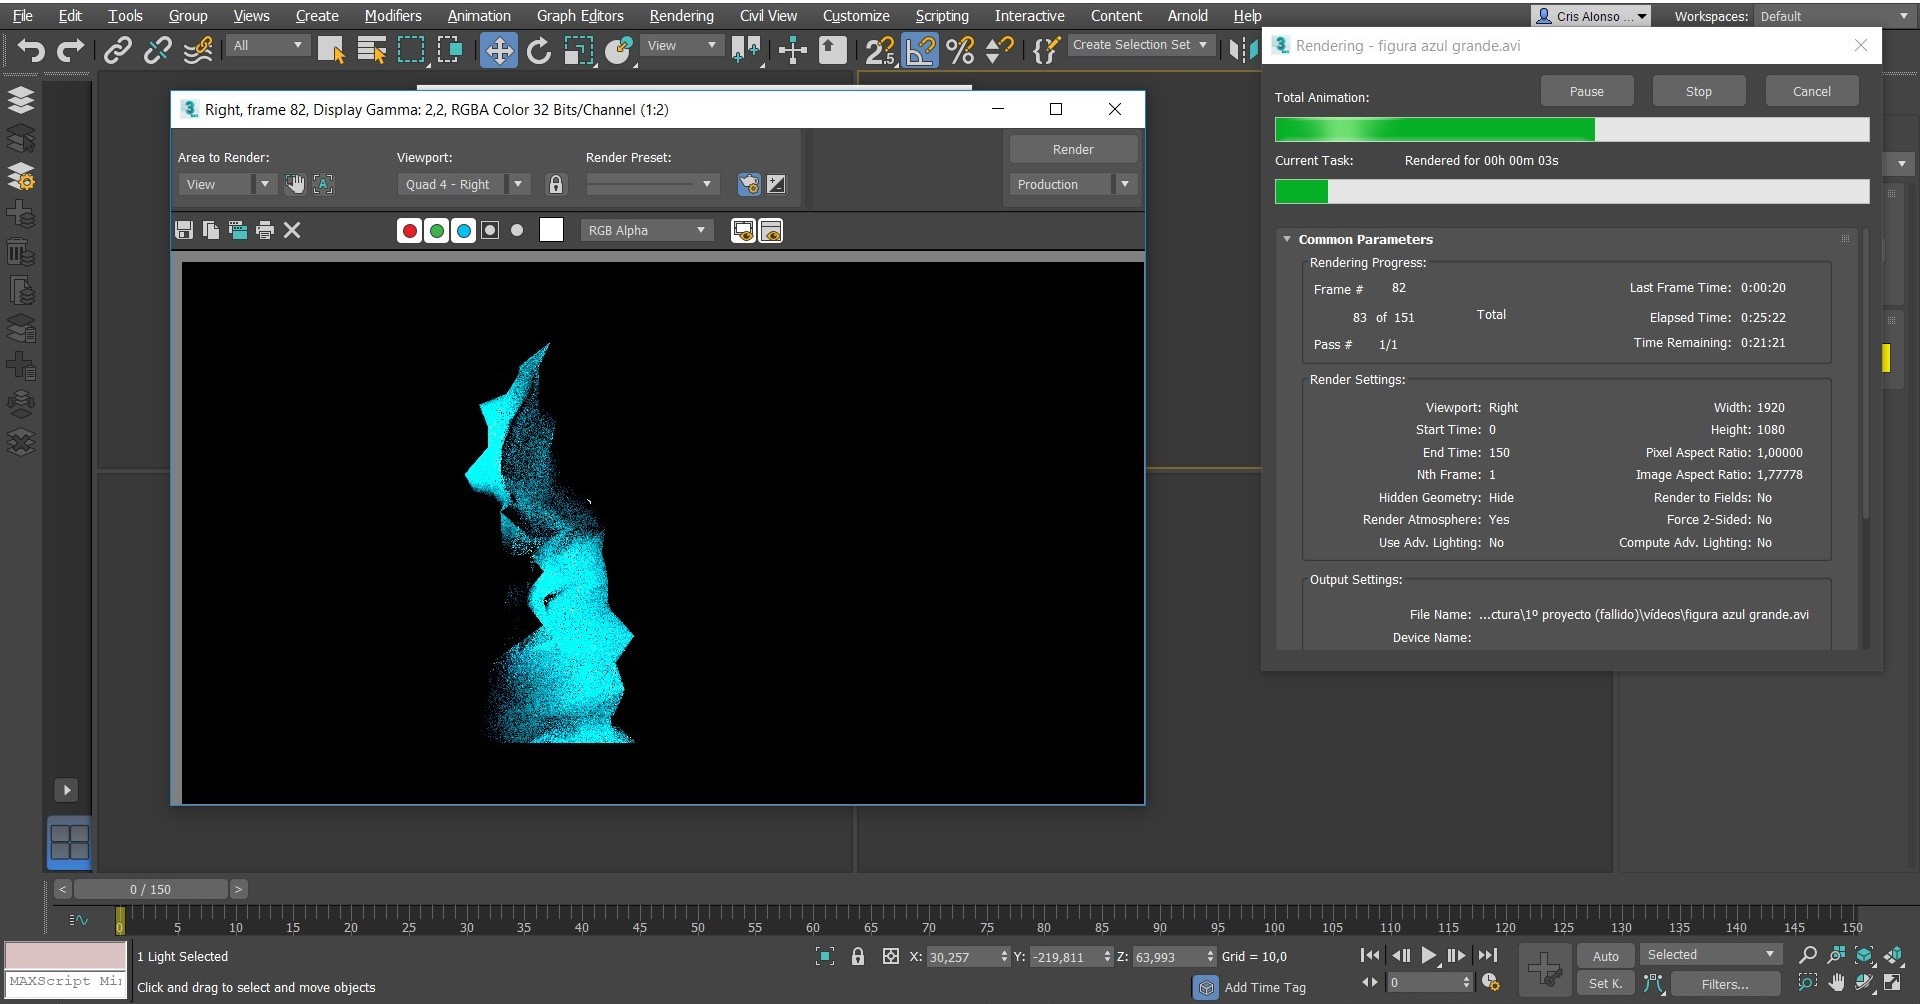 File Edit Tools Group Views Create Modifiers Animation Graph Editors Rendering Civil View Customize Scripting Interactive Content Arnold Help
Cris Alonso ... Workspaces: Default
All
View
2.5
Create Selection Set
Rendering - figura azul grande.avi
Total Animation:
Pause Stop Cancel
Current Task: Rendered for 00h 00m 03s
Common Parameters
Rendering Progress:
Frame # 82 Last Frame Time: 0:00:20
83 of 151 Total Elapsed Time: 0:25:22
Pass # 1/1 Time Remaining: 0:21:21
Render Settings:
Viewport: Right Width: 1920
Start Time: 0 Height: 1080
End Time: 150 Pixel Aspect Ratio: 1,00000
Nth Frame: 1 Image Aspect Ratio: 1,77778
Hidden Geometry: Hide Render to Fields: No
Render Atmosphere: Yes Force 2-Sided: No
Use Adv. Lighting: No Compute Adv. Lighting: No
Output Settings:
File Name: ...ctura\1º proyecto (fallido)\vídeos\figura azul grande.avi
Device Name:
Right, frame 82, Display Gamma: 2,2, RGBA Color 32 Bits/Channel (1:2)
Area to Render: Viewport: Render Preset: Render
View Quad 4 - Right Production
RGB Alpha
0 / 150
0 5 10 15 20 25 30 35 40 45 50 55 60 65 70 75 80 85 90 95 100 105 110 115 120 125 130 135 140 145 150
1 Light Selected X: 30,257 Y: -219,811 Z: 63,993 Grid = 10,0 Auto Selected
MAXScript Mi
Click and drag to select and move objects Add Time Tag 0 Set K. Filters...